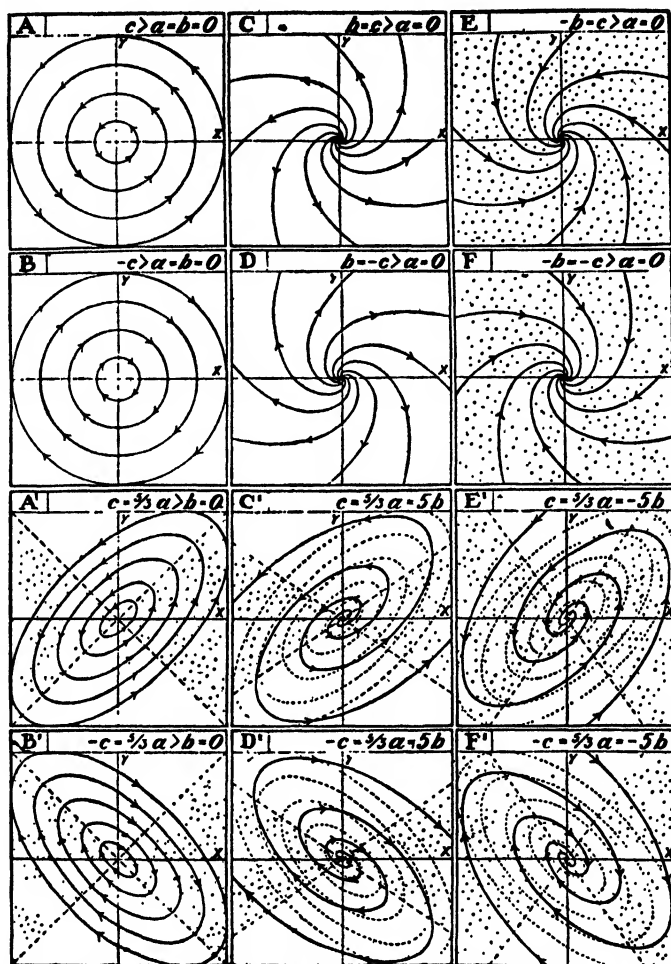 A c>a=b=0
C b=c>a=0
E -b=c>a=0
Y Y Y
X X X
B -c>a=b=0
D b=-c>a=0
F -b=-c>a=0
Y Y Y
X X X
A' c=5/3a>b=0
C' c=5/3a=5b
E' c=5/3a=-5b
Y Y Y
X X X
B' -c=5/3a>b=0
D' -c=5/3a=5b
F' -c=5/3a=-5b
Y Y Y
X X X